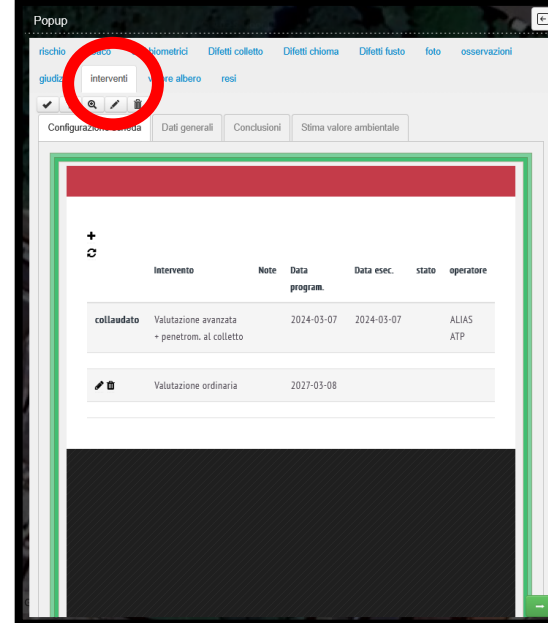 Popup
rischio biometrici Difetti colletto Difetti chioma Difetti fusto foto osservazioni
interventi albero resi
Configurazione scheda Dati generali Conclusioni Stima valore ambientale
Intervento Note Data program. Data esec. stato operatore
collaudato Valutazione avanzata + penetrom. al colletto 2024-03-07 2024-03-07 ALIAS ATP
Valutazione ordinaria 2027-03-08